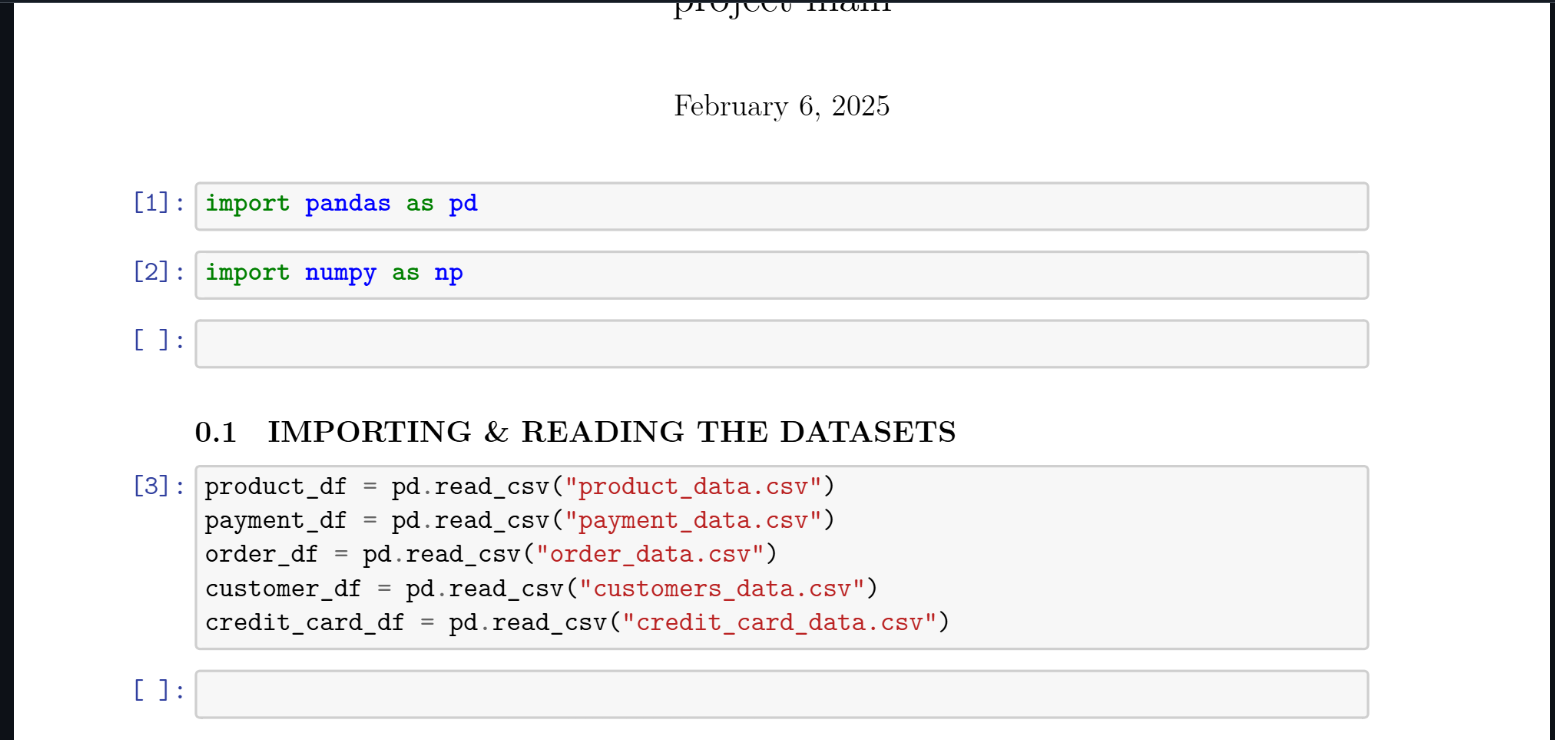 project main
February 6, 2025
[1]: import pandas as pd
[2]: import numpy as np
[ ]:
0.1 IMPORTING & READING THE DATASETS
[3]: product_df = pd.read_csv("product_data.csv")
payment_df = pd.read_csv("payment_data.csv")
order_df = pd.read_csv("order_data.csv")
customer_df = pd.read_csv("customers_data.csv")
credit_card_df = pd.read_csv("credit_card_data.csv")
[ ]: